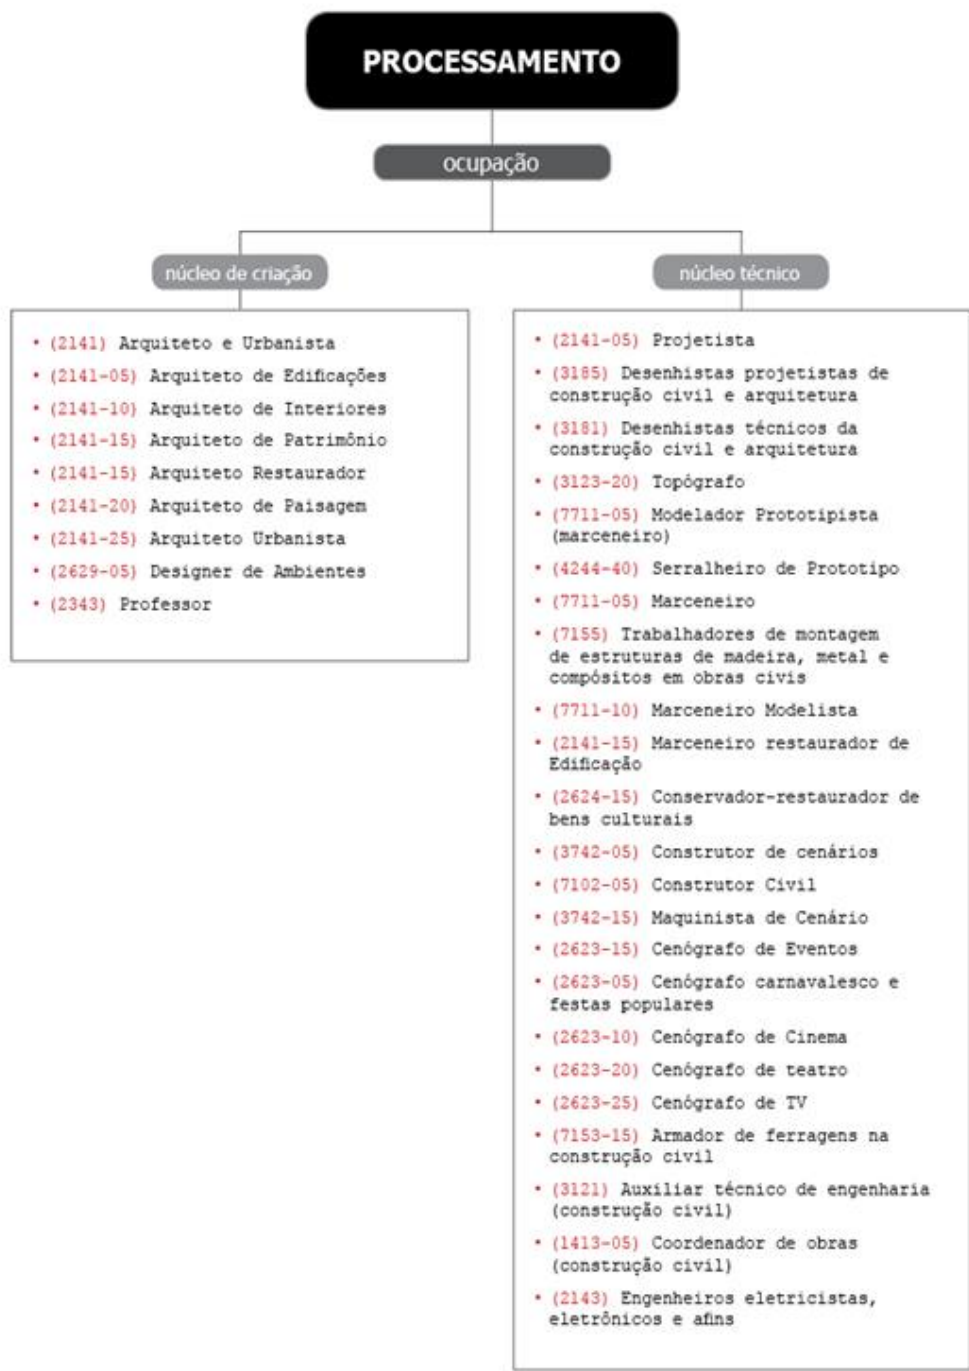 PROCESSAMENTO
ocupação
núcleo de criação
• (2141) Arquiteto e Urbanista
• (2141-05) Arquiteto de Edificações
• (2141-10) Arquiteto de Interiores
• (2141-15) Arquiteto de Patrimônio
• (2141-15) Arquiteto Restaurador
• (2141-20) Arquiteto de Paisagem
• (2141-25) Arquiteto Urbanista
• (2629-05) Designer de Ambientes
• (2343) Professor
núcleo técnico
• (2141-05) Projetista
• (3185) Desenhistas projetistas de
construção civil e arquitetura
• (3181) Desenhistas técnicos da
construção civil e arquitetura
• (3123-20) Topógrafo
• (7711-05) Modelador Prototipista
(marceneiro)
• (4244-40) Serralheiro de Prototipo
• (7711-05) Marceneiro
• (7155) Trabalhadores de montagem
de estruturas de madeira, metal e
compósitos em obras civis
• (7711-10) Marceneiro Modelista
• (2141-15) Marceneiro restaurador de
Edificação
• (2624-15) Conservador-restaurador de
bens culturais
• (3742-05) Construtor de cenários
• (7102-05) Construtor Civil
• (3742-15) Maquinista de Cenário
• (2623-15) Cenógrafo de Eventos
• (2623-05) Cenógrafo carnavalesco e
festas populares
• (2623-10) Cenógrafo de Cinema
• (2623-20) Cenógrafo de teatro
• (2623-25) Cenógrafo de TV
• (7153-15) Armador de ferragens na
construção civil
• (3121) Auxiliar técnico de engenharia
(construção civil)
• (1413-05) Coordenador de obras
(construção civil)
• (2143) Engenheiros eletricistas,
eletrônicos e afins